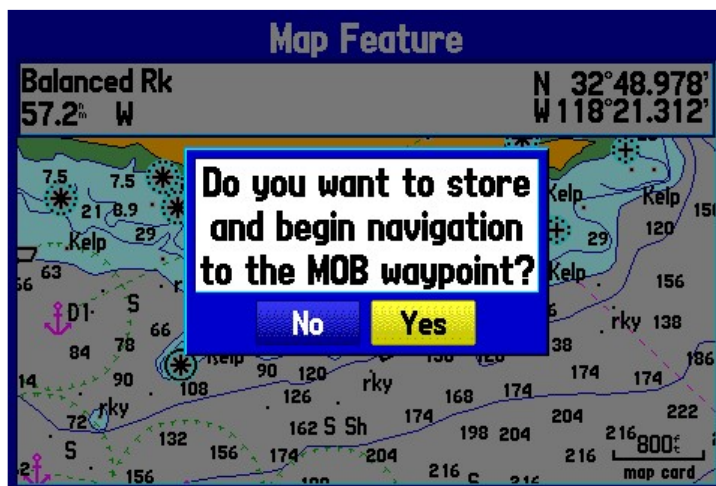 Map Feature
Balanced Rk
57.2nm W
N 32°48.978'
W 118°21.312'
Do you want to store
and begin navigation
to the MOB waypoint?
No Yes
7.5 7.5 Kelp Kelp
21 8.9 150
Kelp 29 29 120
63 Kelp 156
D1 S
66 rky 138
84 78 38 186
90 108 90 120 rky 174 174
14 126 168 174
72 rky 204 222
162 S Sh 174 198 204 216 800ft
S 132 156 174 204 216 map card
156 216